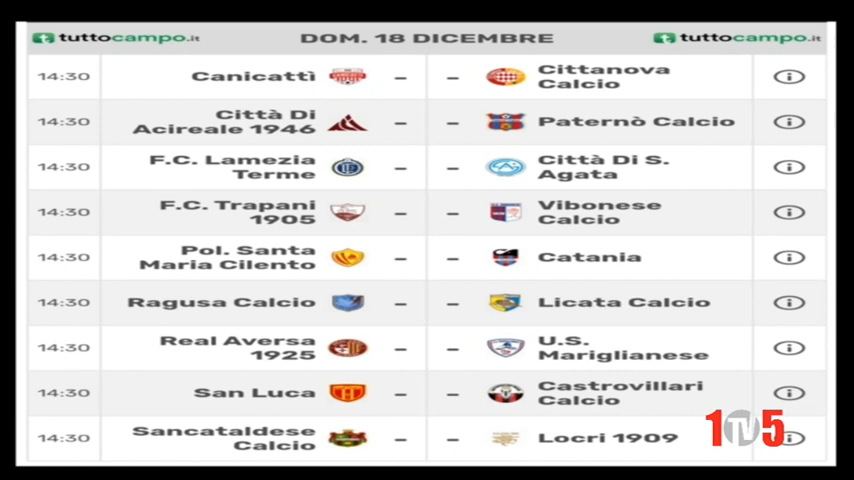 tuttocampo.it DOM. 18 DICEMBRE tuttocampo.it
14:30 Canicattì - - Cittanova
Calcio
14:30 Città Di
Acireale 1946 - - Paternò Calcio
14:30 F.C. Lamezia
Terme - - Città Di S.
Agata
14:30 F.C. Trapani
1905 - - Vibonese
Calcio
14:30 Pol. Santa
Maria Cilento - - Catania
14:30 Ragusa Calcio - - Licata Calcio
14:30 Real Aversa
1925 - - U.S.
Mariglianese
14:30 San Luca - - Castrovillari
Calcio
14:30 Sancataldese
Calcio - - Locri 1909
1TV5